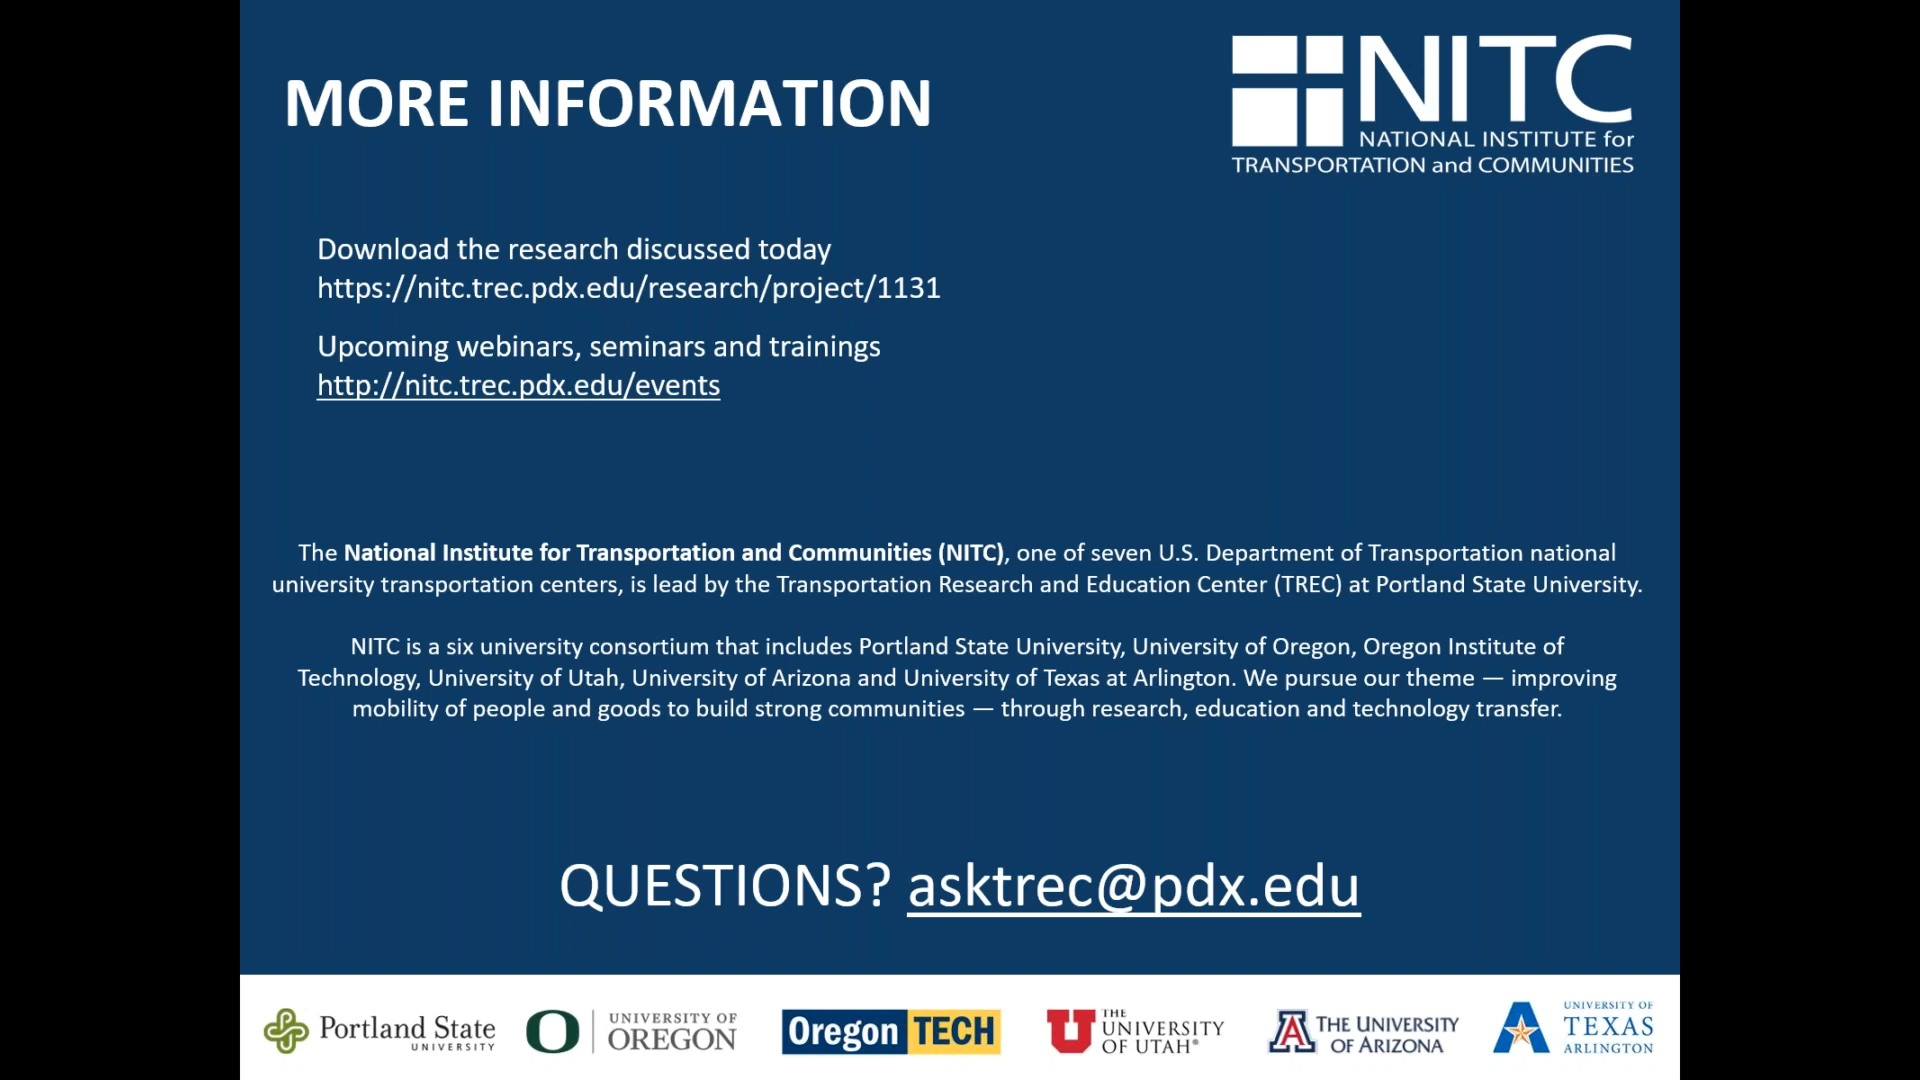 MORE INFORMATION
NITC
NATIONAL INSTITUTE for
TRANSPORTATION and COMMUNITIES
Download the research discussed today
https://nitc.trec.pdx.edu/research/project/1131
Upcoming webinars, seminars and trainings
http://nitc.trec.pdx.edu/events
The National Institute for Transportation and Communities (NITC), one of seven U.S. Department of Transportation national
university transportation centers, is lead by the Transportation Research and Education Center (TREC) at Portland State University.
NITC is a six university consortium that includes Portland State University, University of Oregon, Oregon Institute of
Technology, University of Utah, University of Arizona and University of Texas at Arlington. We pursue our theme — improving
mobility of people and goods to build strong communities — through research, education and technology transfer.
QUESTIONS? asktrec@pdx.edu
Portland State
UNIVERSITY
O
UNIVERSITY OF
OREGON
Oregon TECH
U
THE
UNIVERSITY
OF UTAH®
A
THE UNIVERSITY
OF ARIZONA
A
UNIVERSITY OF
TEXAS
ARLINGTON